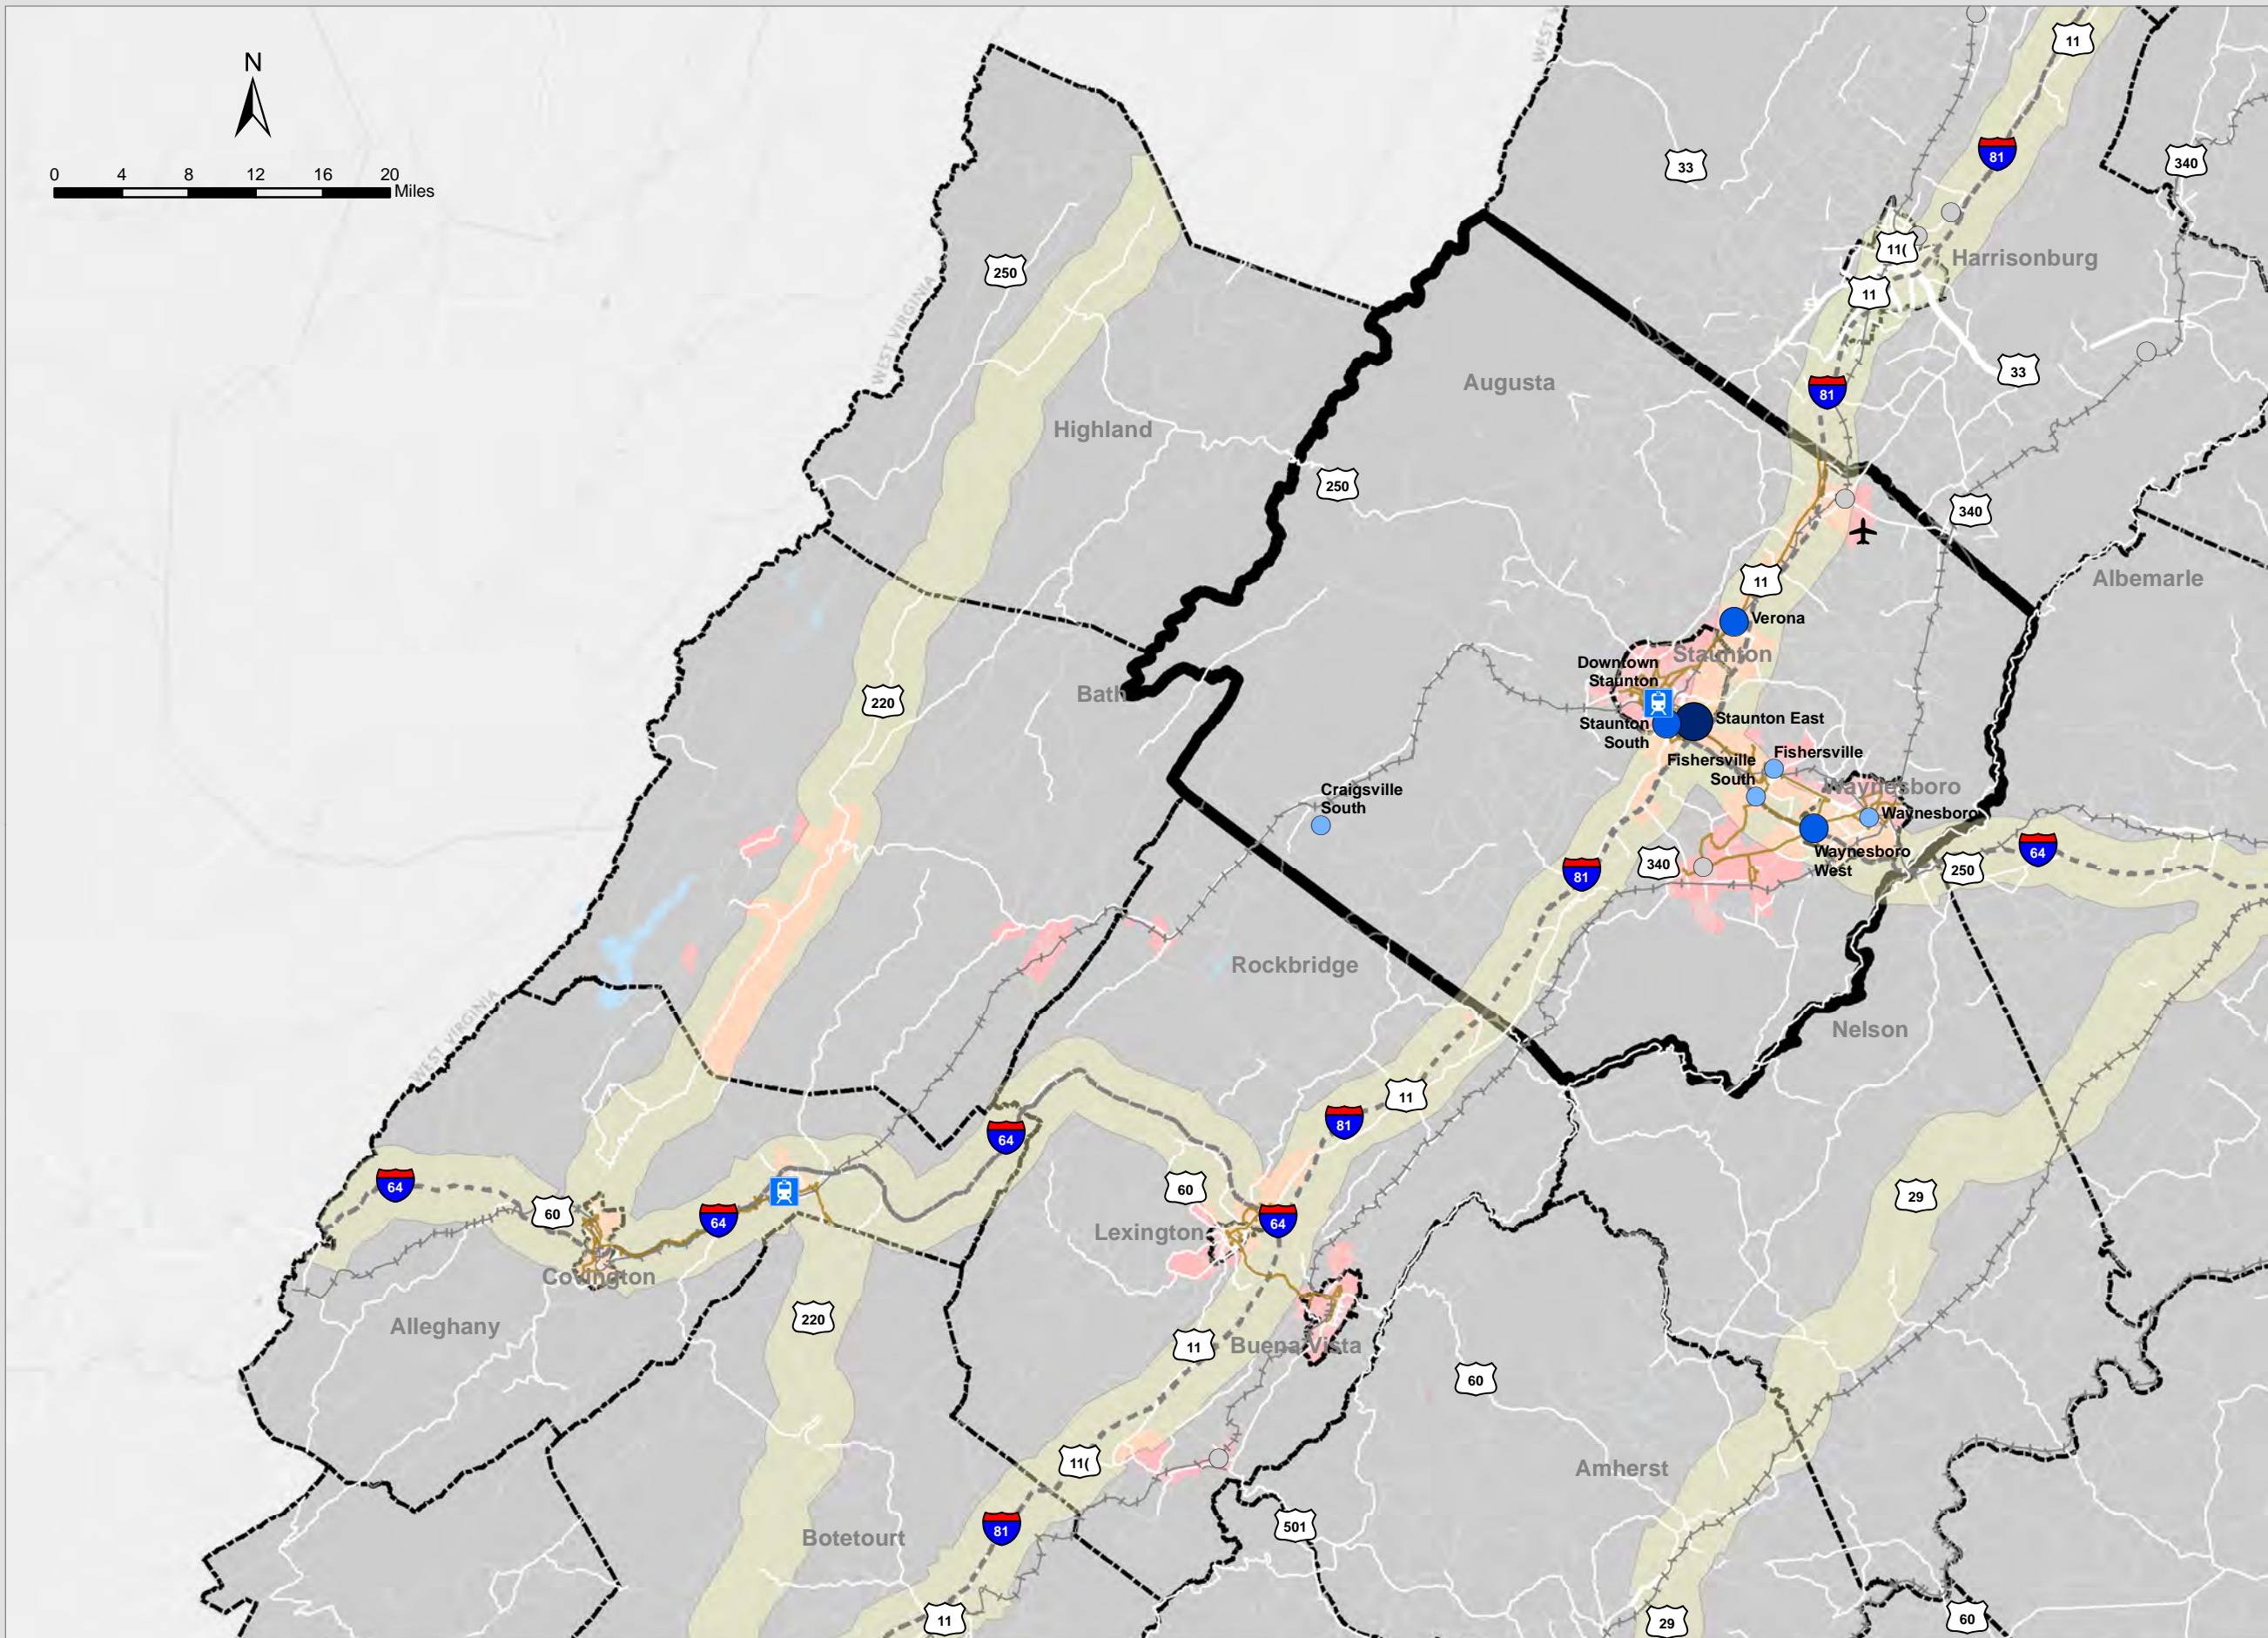 N
0 4 8 12 16 20
Miles
WEST VIRGINIA
11
81
33
340
250
11(
Harrisonburg
11
WEST VIRGINIA
33
Augusta
81
Highland
250
340
Albemarle
11
Verona
Staunton
Downtown
Staunton
220
Bath
Staunton East
Staunton
South
Fishersville
Fishersville
South
Waynesboro
Craigsville
South
Waynesboro
Waynesboro
West
81
340
250
64
Rockbridge
WEST VIRGINIA
Nelson
11
81
64
64
60
60
29
64
64
Lexington
Covington
Alleghany
220
11
Buena Vista
60
11(
Amherst
81
Botetourt
501
11
29
60